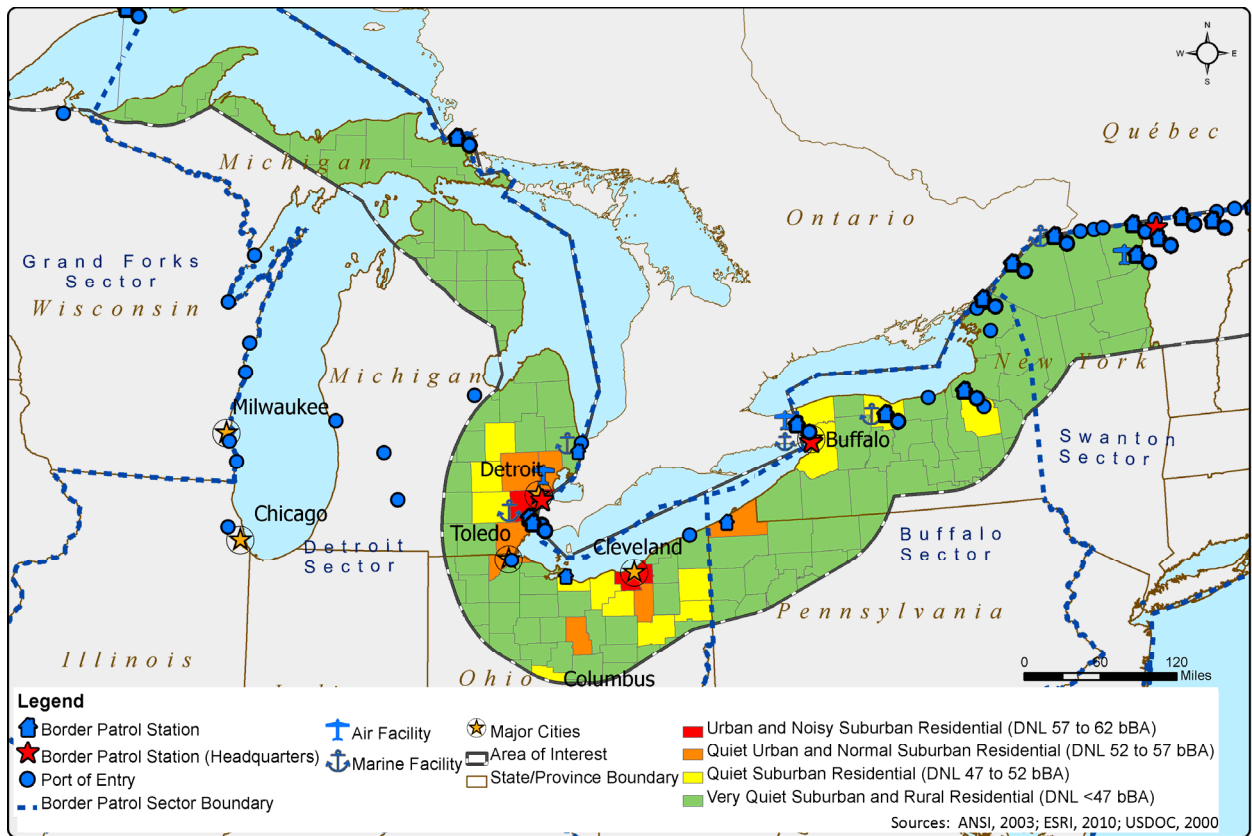 N
W E
S
Québec
Michigan
Ontario
Grand Forks
Sector
Wisconsin
New York
Michigan
Milwaukee
Buffalo
Swanton
Sector
Detroit
Chicago
Toledo
Buffalo
Sector
Detroit
Sector
Cleveland
Pennsylvania
Illinois
Ohio
Columbus
0 60 120
Miles
Legend
Border Patrol Station
Border Patrol Station (Headquarters)
Port of Entry
Border Patrol Sector Boundary
Air Facility
Marine Facility
Major Cities
Area of Interest
State/Province Boundary
Urban and Noisy Suburban Residential (DNL 57 to 62 bBA)
Quiet Urban and Normal Suburban Residential (DNL 52 to 57 bBA)
Quiet Suburban Residential (DNL 47 to 52 bBA)
Very Quiet Suburban and Rural Residential (DNL <47 bBA)
Sources: ANSI, 2003; ESRI, 2010; USDOC, 2000